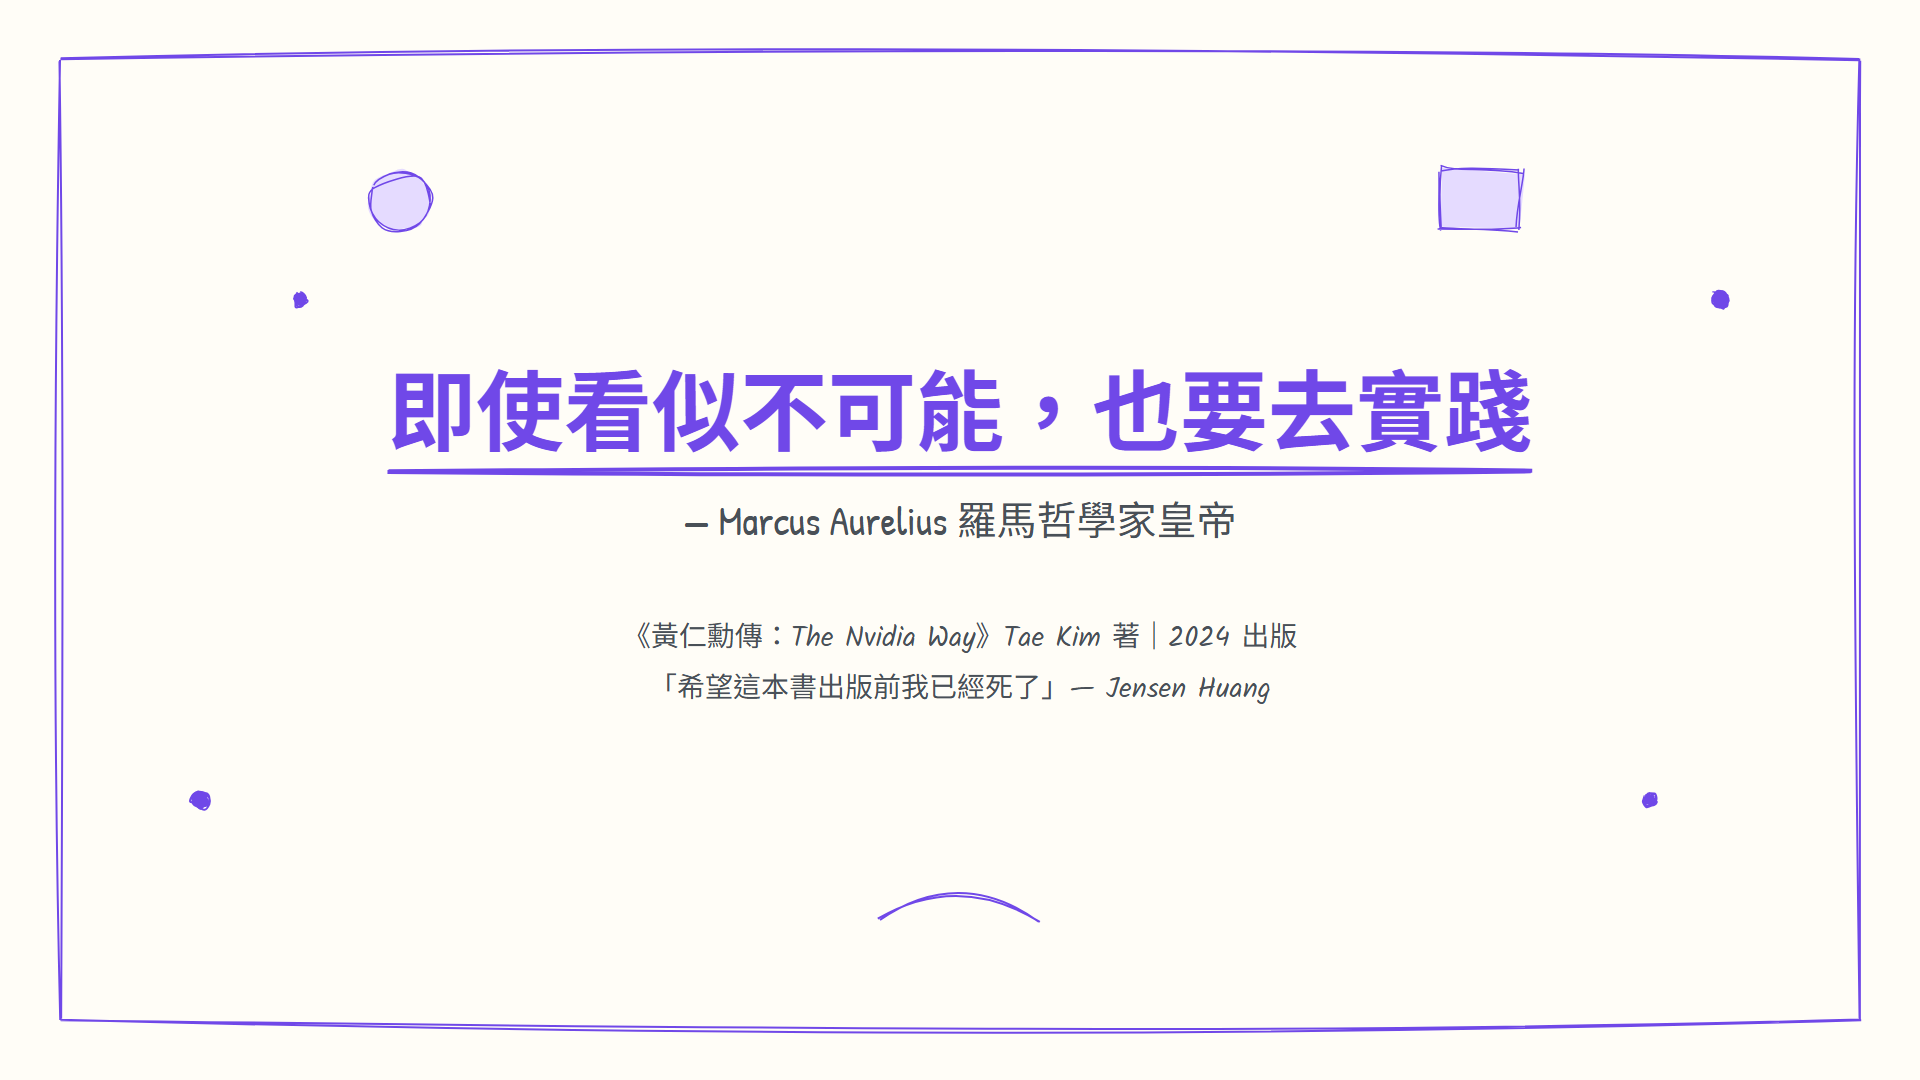 即使看似不可能，也要去實踐
— Marcus Aurelius 羅馬哲學家皇帝
《黃仁勳傳：The Nvidia Way》Tae Kim 著｜2024 出版
「希望這本書出版前我已經死了」— Jensen Huang